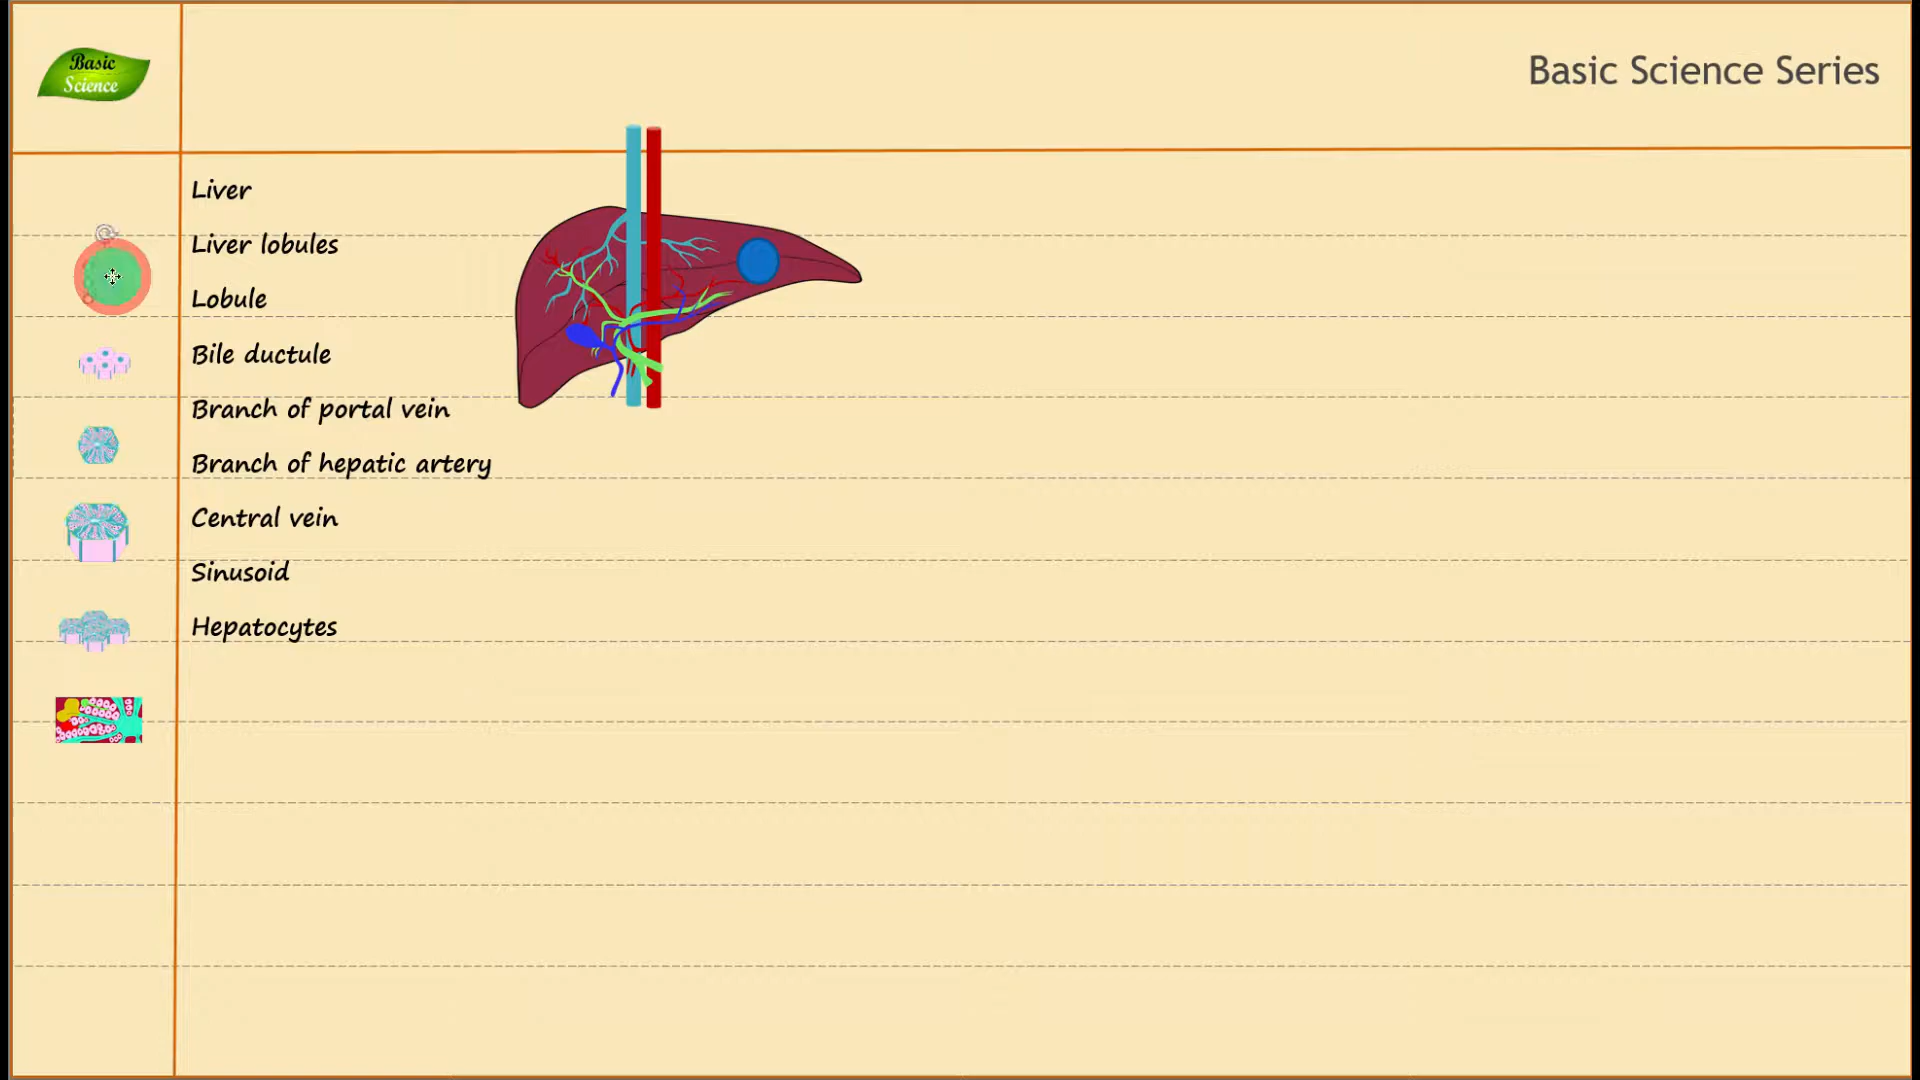 Basic
Science
Basic Science Series
Liver
Liver lobules
Lobule
Bile ductule
Branch of portal vein
Branch of hepatic artery
Central vein
Sinusoid
Hepatocytes